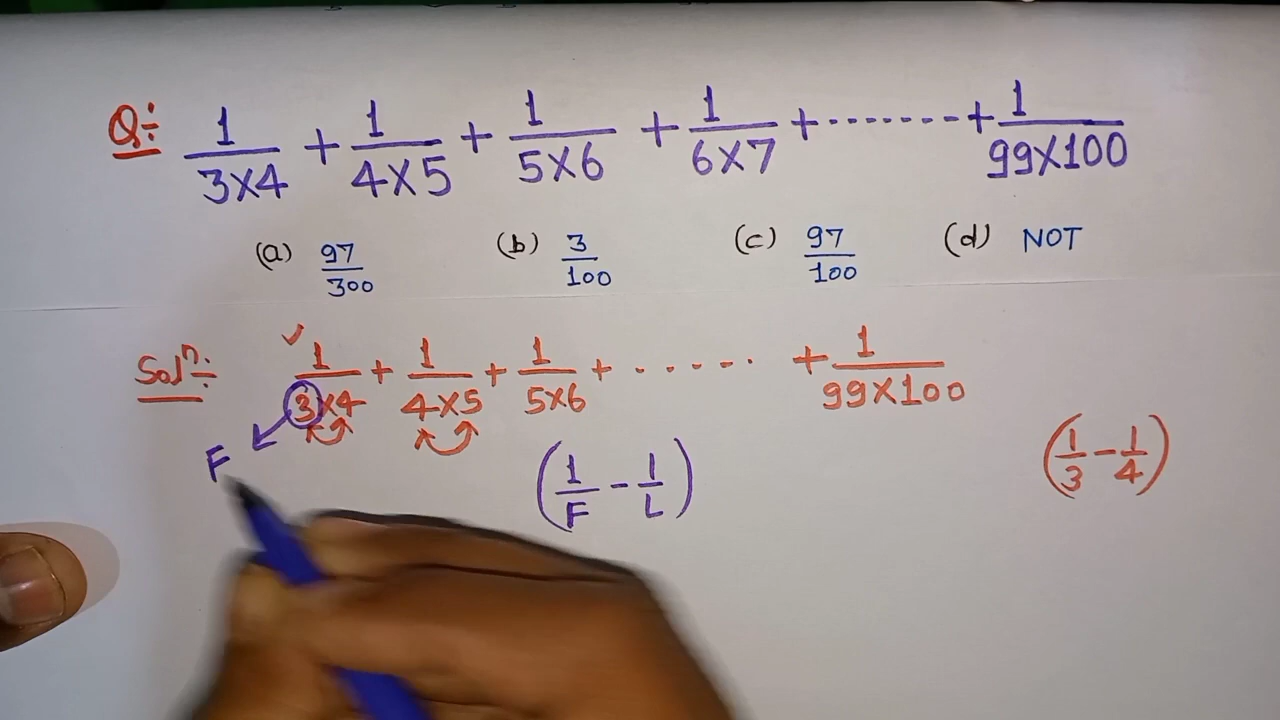 Q÷ 1/(3×4) + 1/(4×5) + 1/(5×6) + 1/(6×7) + ........ + 1/(99×100)
(a) 97/300 (b) 3/100 (c) 97/100 (d) NOT
Solⁿ÷ ✓ 1/(3×4) + 1/(4×5) + 1/(5×6) + ...... + 1/(99×100)
F (1/F - 1/L) (1/3 - 1/4)